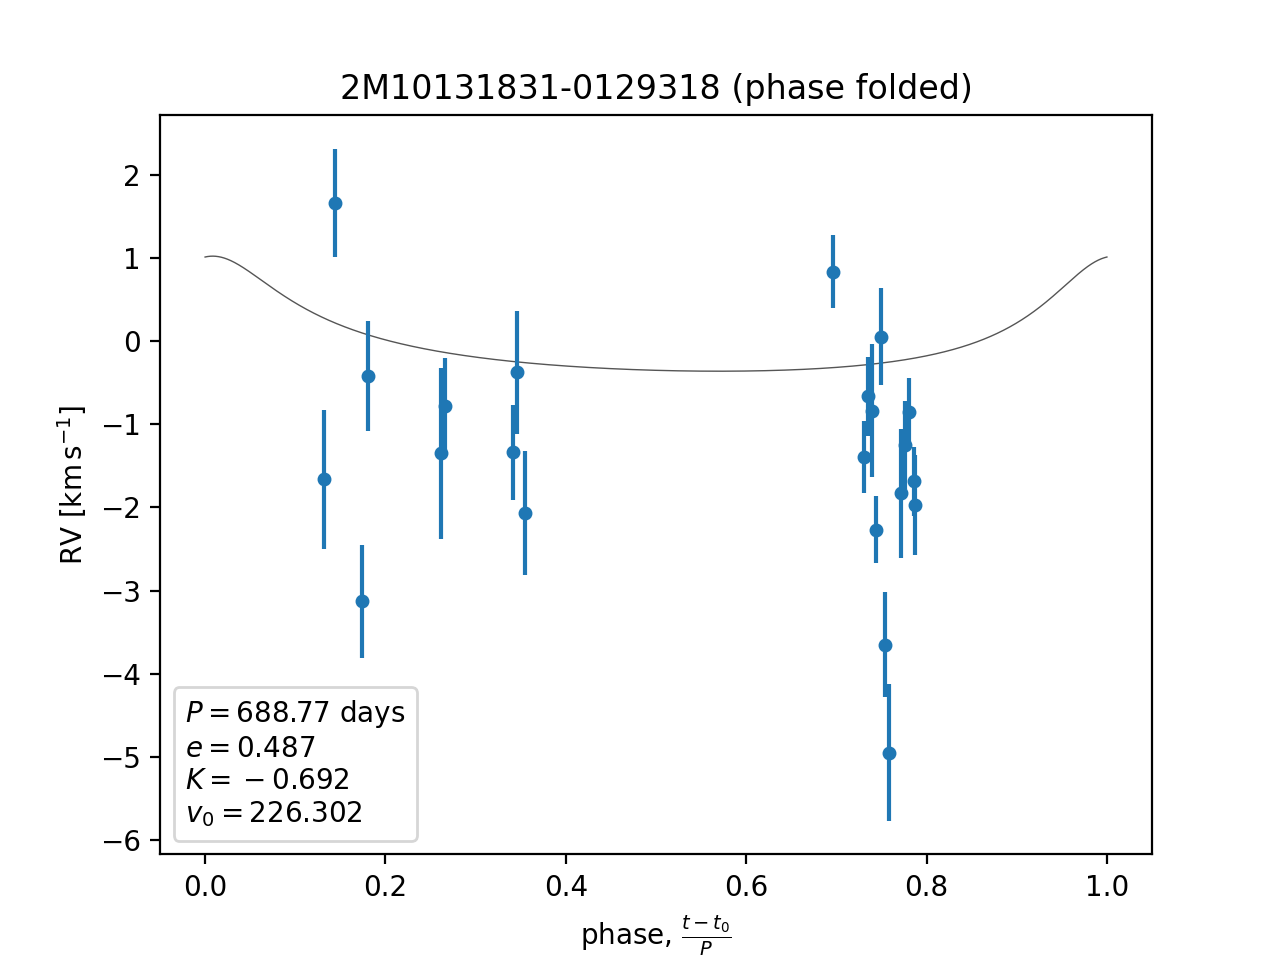 2M10131831-0129318 (phase folded)
2
1
0
−1
−2
−3
−4
−5
−6
RV [km s⁻¹]
P = 688.77 days
e = 0.487
K = − 0.692
v₀ = 226.302
0.0 0.2 0.4 0.6 0.8 1.0
phase, (t − t₀)/P